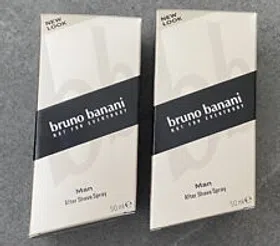 NEW
LOOK
bruno banani
NOT FOR EVERYBODY
Man
After Shave Spray
50 ml e
NEW
LOOK
bruno banani
NOT FOR EVERYBODY
Man
After Shave Spray
50 ml e